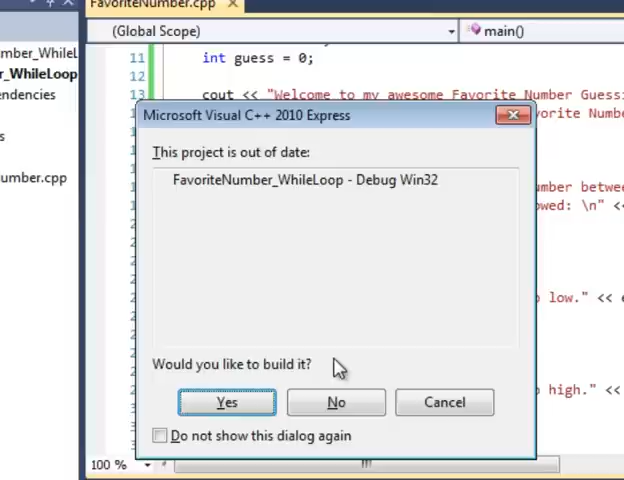 FavoriteNumber.cpp
(Global Scope)
main()
11 int guess = 0;
12
13 cout << "Welcome to my awesome Favorite Number Guessi
Microsoft Visual C++ 2010 Express
vorite Numbe
This project is out of date:
FavoriteNumber_WhileLoop - Debug Win32
mber_WhileL
r_WhileLoop
endencies
s
umber.cpp
umber between
owed: \n" <<
o low." << e
Would you like to build it?
o high." <<
Yes
No
Cancel
Do not show this dialog again
100 %